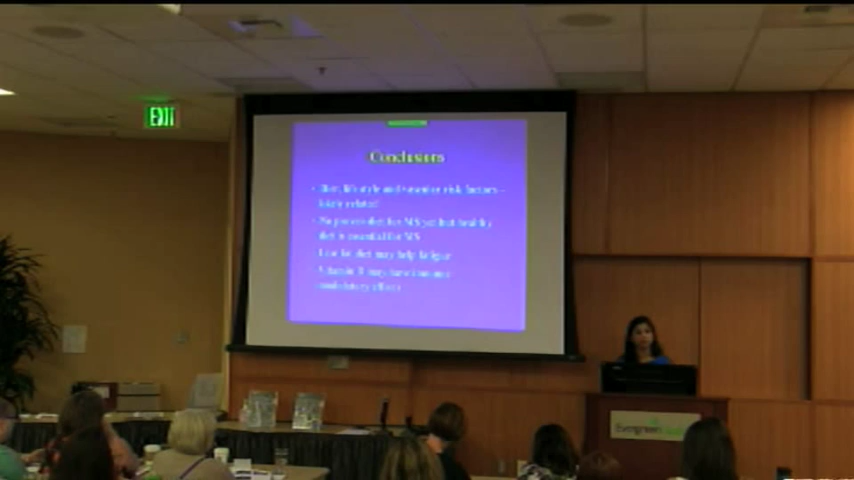 EXIT
Conclusions
Diet, lifestyle and vascular risk factors -
likely related
No proven diet for MS yet but healthy
diet is essential for MS
Low fat diet may help fatigue
Vitamin D may have immune
modulatory effects
Evergreen